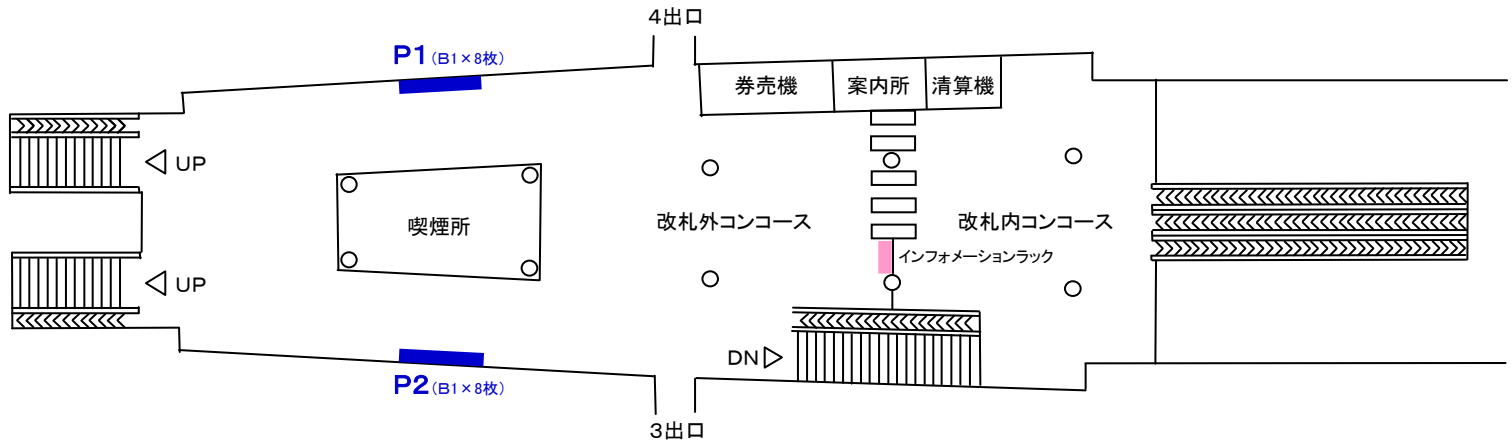 4出口
P1(B1×8枚)
券売機
案内所
清算機
UP
喫煙所
改札外コンコース
改札内コンコース
インフォメーションラック
UP
DN
P2(B1×8枚)
3出口